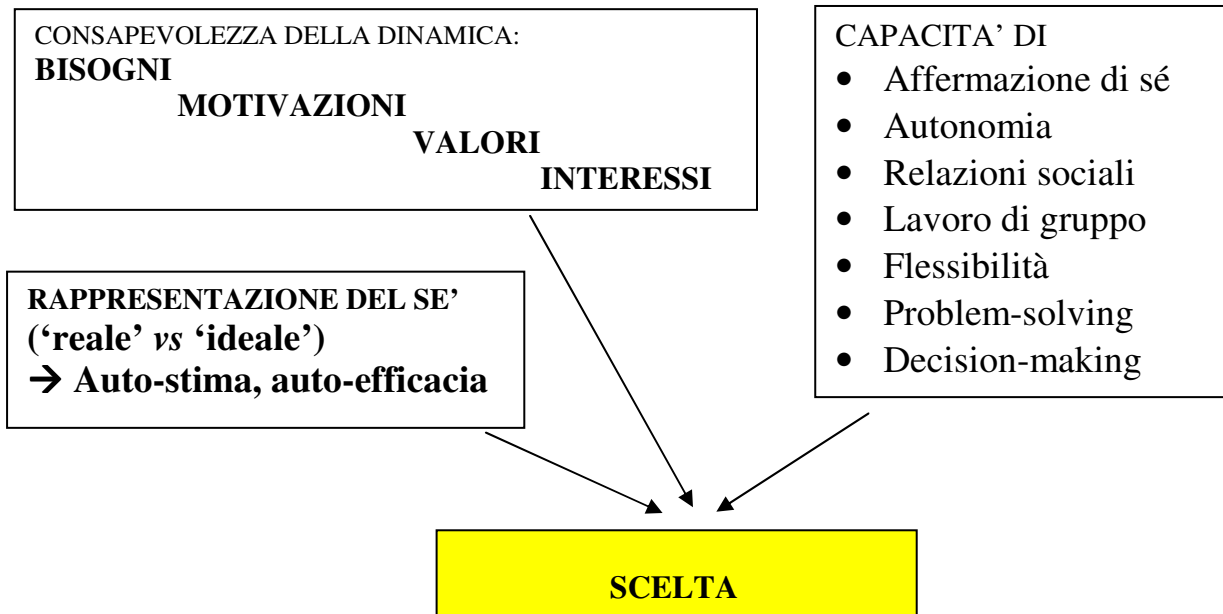 CONSAPEVOLEZZA DELLA DINAMICA:
BISOGNI
MOTIVAZIONI
VALORI
INTERESSI
RAPPRESENTAZIONE DEL SE’
(‘reale’ vs ‘ideale’)
→ Auto-stima, auto-efficacia
CAPACITA’ DI
• Affermazione di sé
• Autonomia
• Relazioni sociali
• Lavoro di gruppo
• Flessibilità
• Problem-solving
• Decision-making
SCELTA